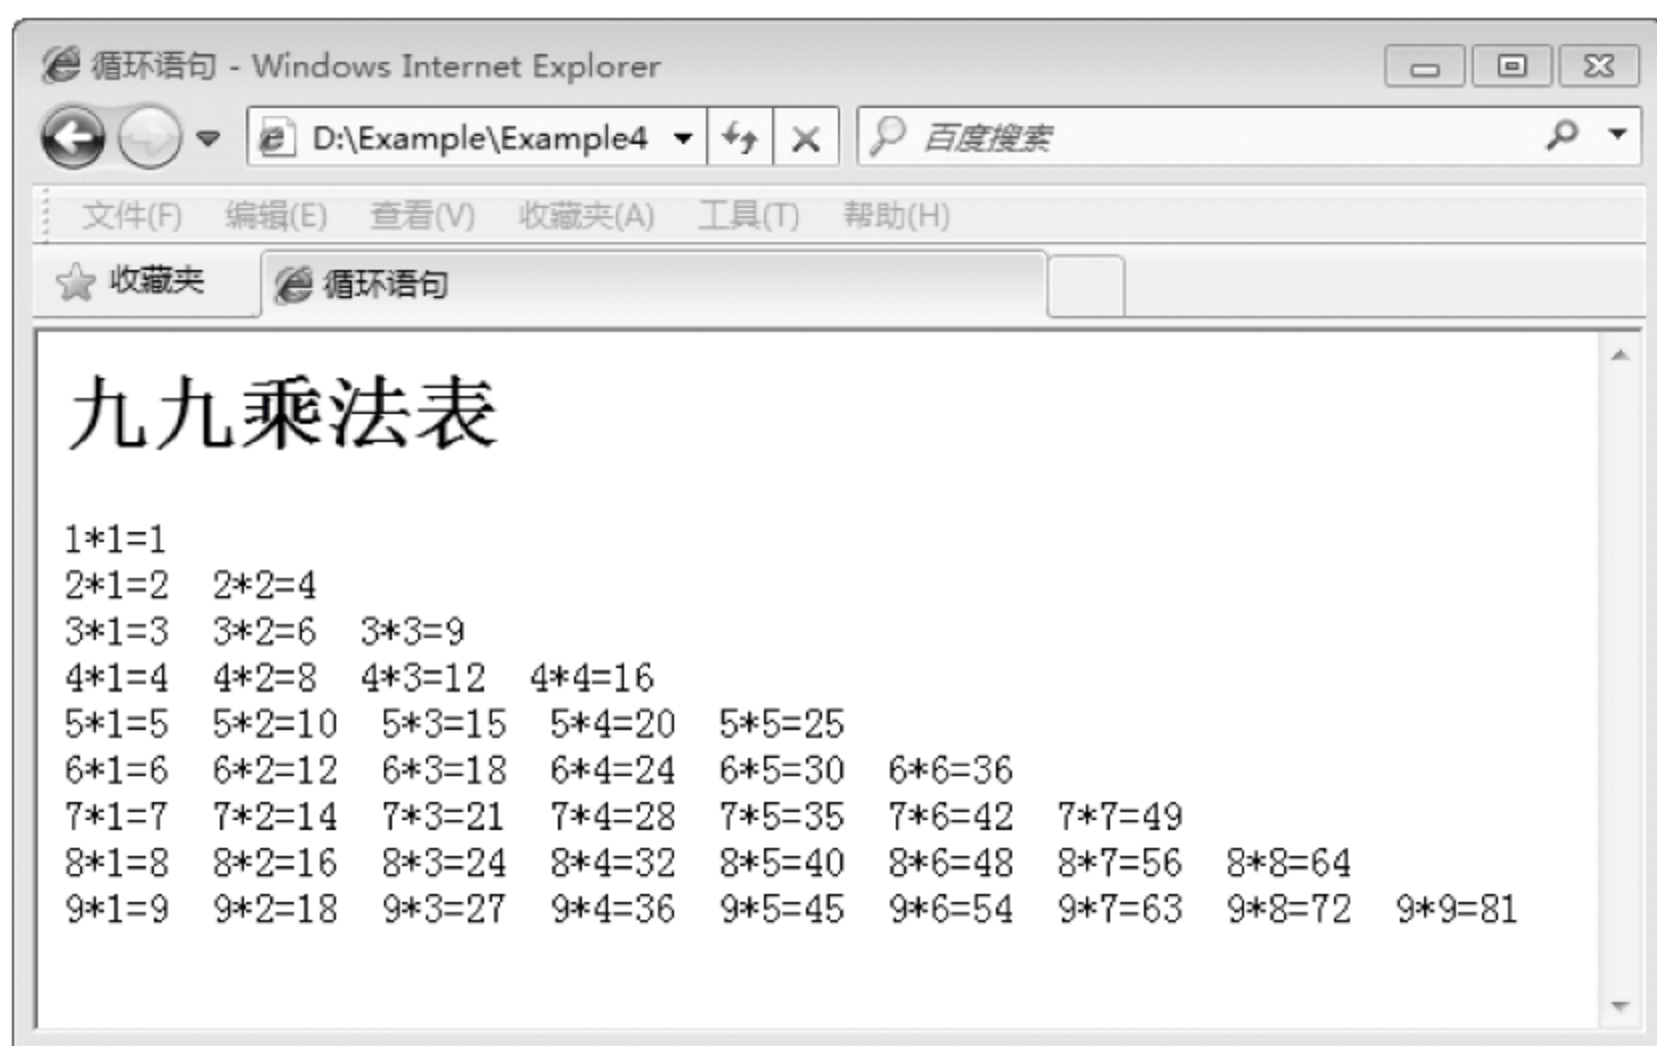 循环语句 - Windows Internet Explorer
D:\Example\Example4 百度搜索
文件(F) 编辑(E) 查看(V) 收藏夹(A) 工具(T) 帮助(H)
收藏夹 循环语句
九九乘法表
1*1=1
2*1=2 2*2=4
3*1=3 3*2=6 3*3=9
4*1=4 4*2=8 4*3=12 4*4=16
5*1=5 5*2=10 5*3=15 5*4=20 5*5=25
6*1=6 6*2=12 6*3=18 6*4=24 6*5=30 6*6=36
7*1=7 7*2=14 7*3=21 7*4=28 7*5=35 7*6=42 7*7=49
8*1=8 8*2=16 8*3=24 8*4=32 8*5=40 8*6=48 8*7=56 8*8=64
9*1=9 9*2=18 9*3=27 9*4=36 9*5=45 9*6=54 9*7=63 9*8=72 9*9=81